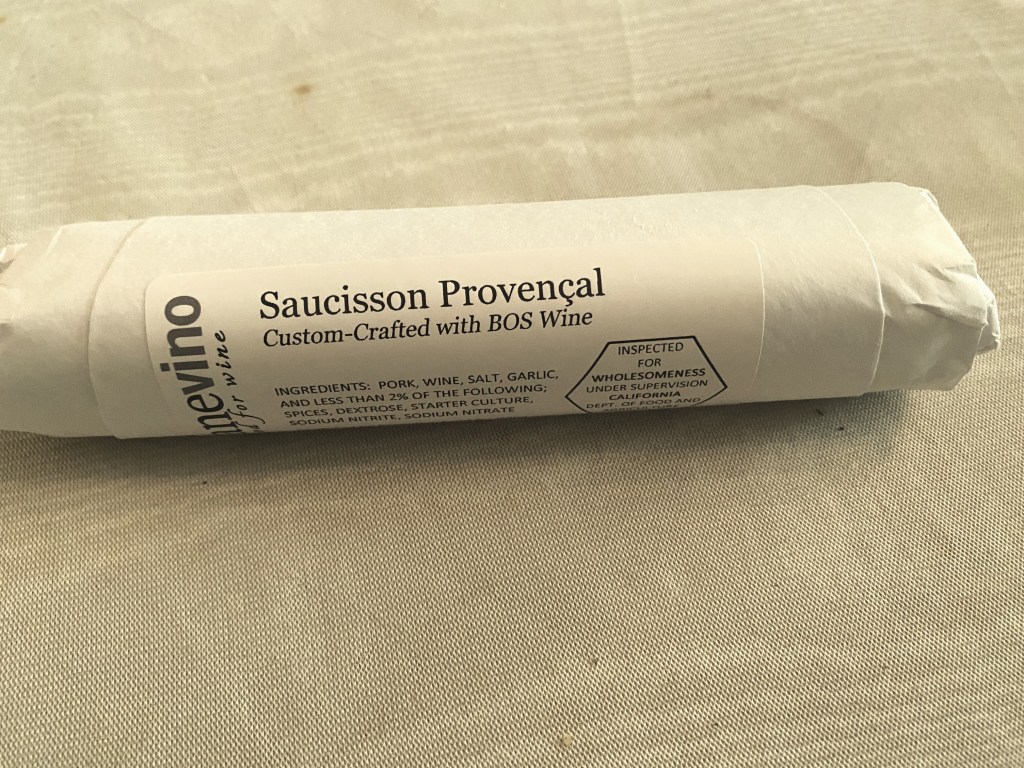 nevino
for wine
Saucisson Provençal
Custom-Crafted with BOS Wine
INGREDIENTS: PORK, WINE, SALT, GARLIC,
AND LESS THAN 2% OF THE FOLLOWING;
SPICES, DEXTROSE, STARTER CULTURE,
SODIUM NITRITE, SODIUM NITRATE
INSPECTED
FOR
WHOLESOMENESS
UNDER SUPERVISION
CALIFORNIA
DEPT. OF FOOD AND